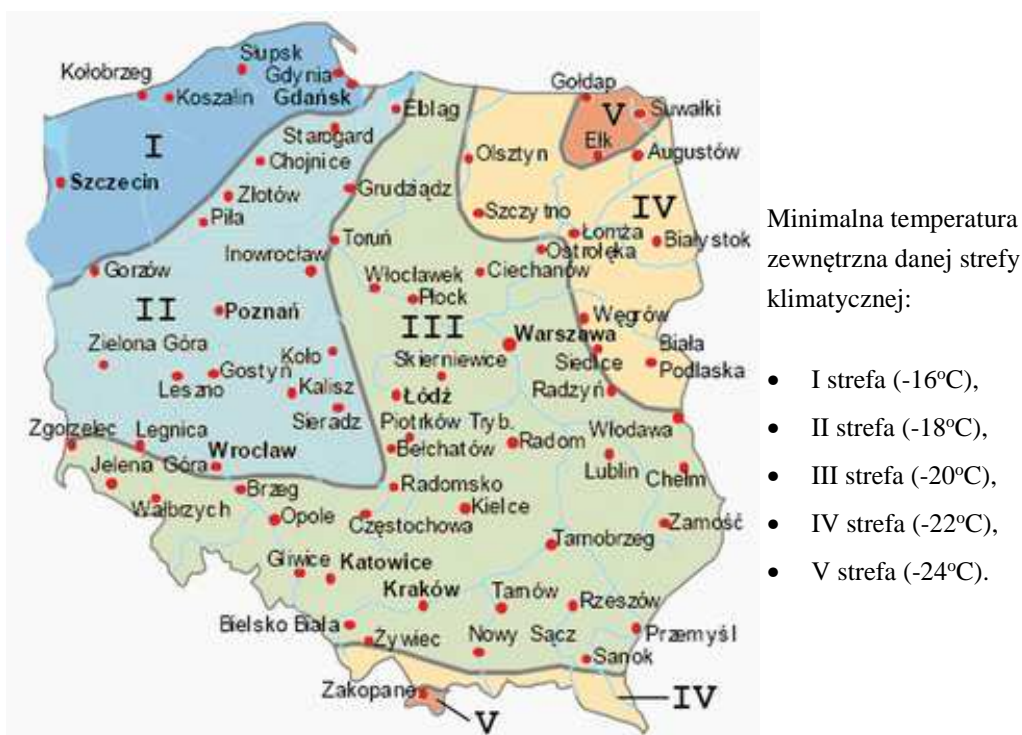 Słupsk
Kołobrzeg
Gdynia
Koszalin
Gdańsk
Gołdap
V
Suwałki
Elbląg
Starogard
I
Chojnice
Ełk
Olsztyn
Augustów
Szczecin
Złotów
Grudziądz
Szczytno
IV
Piła
Łomża
Białystok
Toruń
Ostrołęka
Inowrocław
Gorzów
Włocławek
Ciechanów
II
Płock
Poznań
III
Węgrów
Warszawa
Zielona Góra
Koło
Skierniewice
Siedlce
Biała
Podlaska
Gostyń
Leszno
Kalisz
Łódź
Radzyń
Sieradz
Piotrków Tryb.
Włodawa
Zgorzelec
Legnica
Wrocław
Bełchatów
Radom
Lublin
Chełm
Jelena Góra
Brzeg
Radomsko
Wałbrzych
Kielce
Opole
Częstochowa
Zamość
Tarnobrzeg
Gliwice
Katowice
Kraków
Tarnów
Rzeszów
Bielsko Biała
Żywiec
Nowy Sącz
Przemyśl
Sanok
Zakopane
V
IV
Minimalna temperatura
zewnętrzna danej strefy
klimatycznej:
• I strefa (-16°C),
• II strefa (-18°C),
• III strefa (-20°C),
• IV strefa (-22°C),
• V strefa (-24°C).